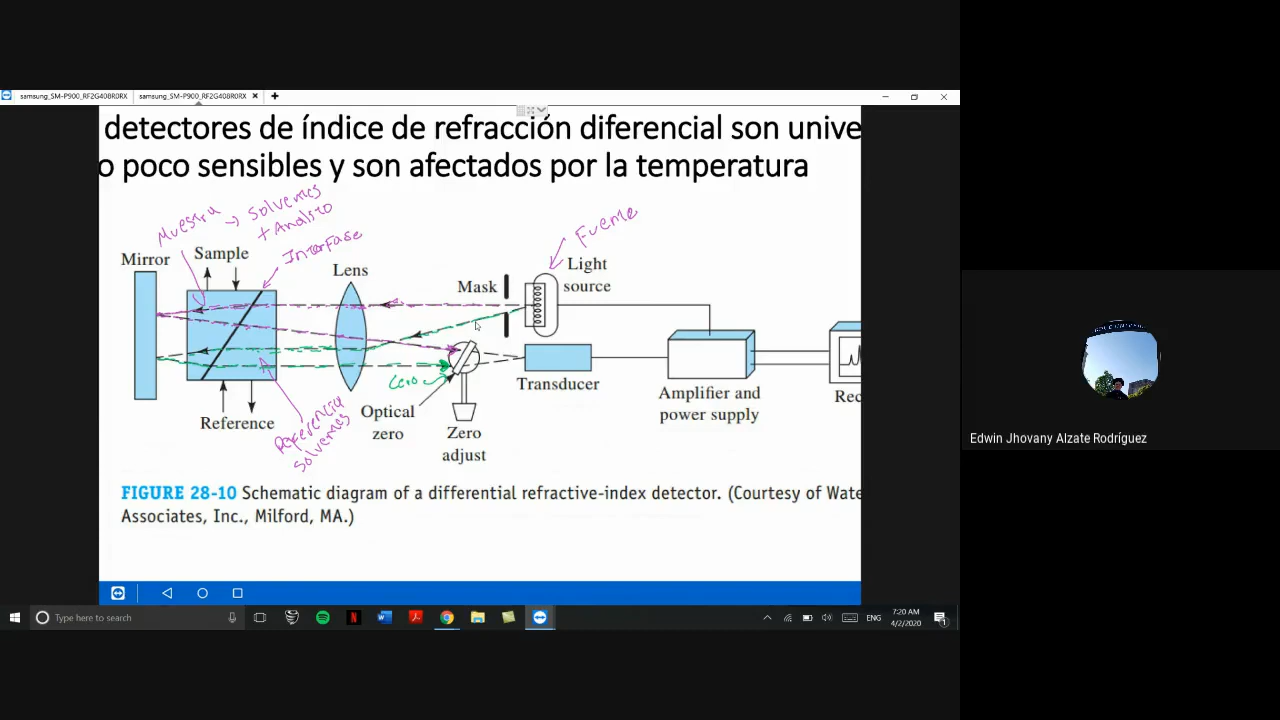 samsung_SM-P900_RF2G408R0RX samsung_SM-P900_RF2G408R0RX
detectores de índice de refracción diferencial son unive
o poco sensibles y son afectados por la temperatura
Muestra → Solventes
+ Analito
Interfase
Fuente
Mirror
Sample
Lens
Mask
Light
source
Cero
Transducer
Optical
zero
Zero
adjust
Amplifier and
power supply
Rec
Reference
Referencia
Solventes
FIGURE 28-10 Schematic diagram of a differential refractive-index detector. (Courtesy of Wate
Associates, Inc., Milford, MA.)
Edwin Jhovany Alzate Rodríguez
Type here to search
ENG
7:20 AM
4/2/2020